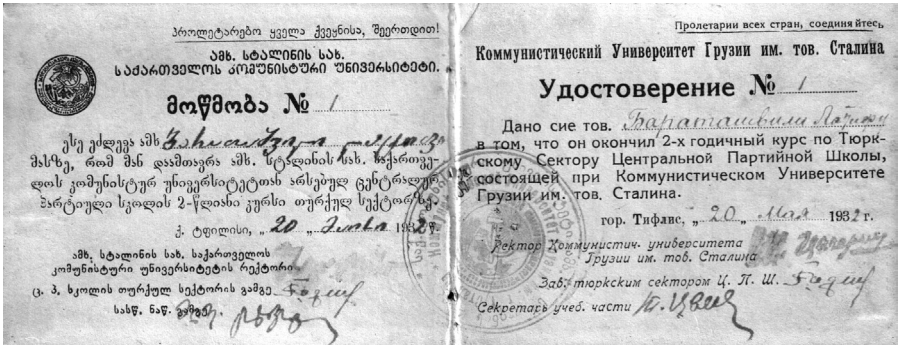 პროლეტარებო ყველა ქვეყნისა, შეერთდით!
ამხ. სტალინის სახ.
საქართველოს კომუნისტური უნივერსიტეტი.
მოწმობა № 1
ესე ეძლევა ამხ.
მასზე, რომ მან დაამთავრა ამხ. სტალინის სახ. საქართვე-
ლოს კომუნისტურ უნივერსიტეტთან არსებულ ცენტრალურ
პარტიული სკოლის 2-წლიანი კურსი თურქულ სექტორზე.
ქ. ტფილისი, „ 20 „ 1932 წ.
ამხ. სტალინის სახ. საქართველოს
კომუნისტური უნივერსიტეტის რექტორი
ც. პ. სკოლის თურქულ სექტორის გამგე
სასწ. ნაწ. გამგე
Пролетарии всех стран, соединяйтесь
Коммунистический Университет Грузии им. тов. Сталина
Удостоверение № 1
Дано сие тов. Бараташвили
в том, что он окончил 2-х годичный курс по Тюрк-
скому Сектору Центральной Партийной Школы,
состоящей при Коммунистическом Университете
Грузии им. тов. Сталина.
гор. Тифлис, „ 20 „ Мая 1932 г.
Ректор Коммунистич. университета
Грузии им. тов. Сталина
Зав. тюркским сектором Ц. П. Ш.
Секретарь учеб. части